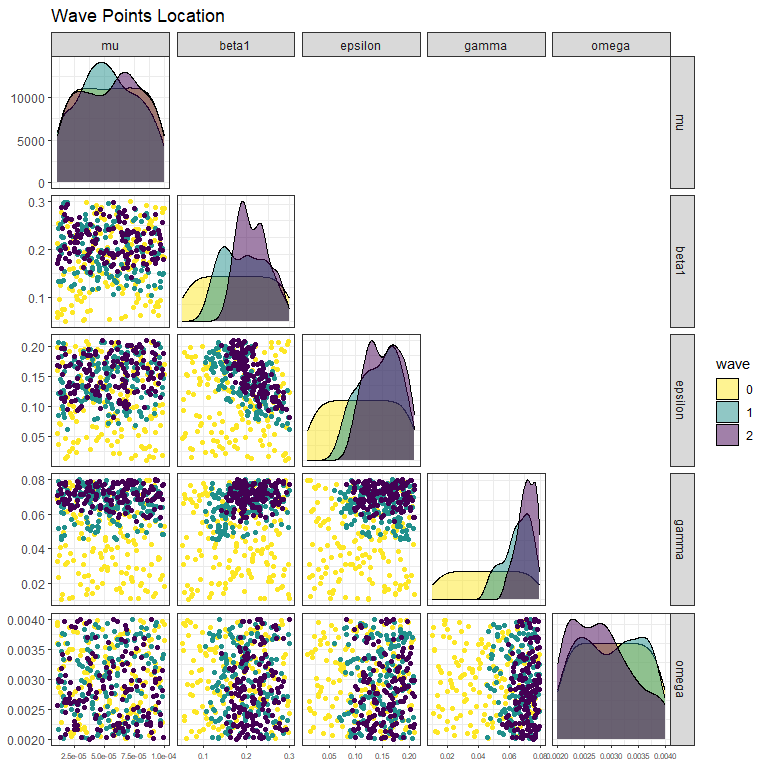 Wave Points Location
mu beta1 epsilon gamma omega
10000
5000
0
mu
0.3
0.2
0.1
beta1
0.20
0.15
0.10
0.05
epsilon
wave
0
1
2
0.08
0.06
0.04
0.02
gamma
0.0040
0.0035
0.0030
0.0025
0.0020
omega
2.5e-05 5.0e-05 7.5e-05 1.0e-04 0.1 0.2 0.3 0.05 0.10 0.15 0.20 0.02 0.04 0.06 0.08 0.0020 0.0025 0.0030 0.0035 0.0040